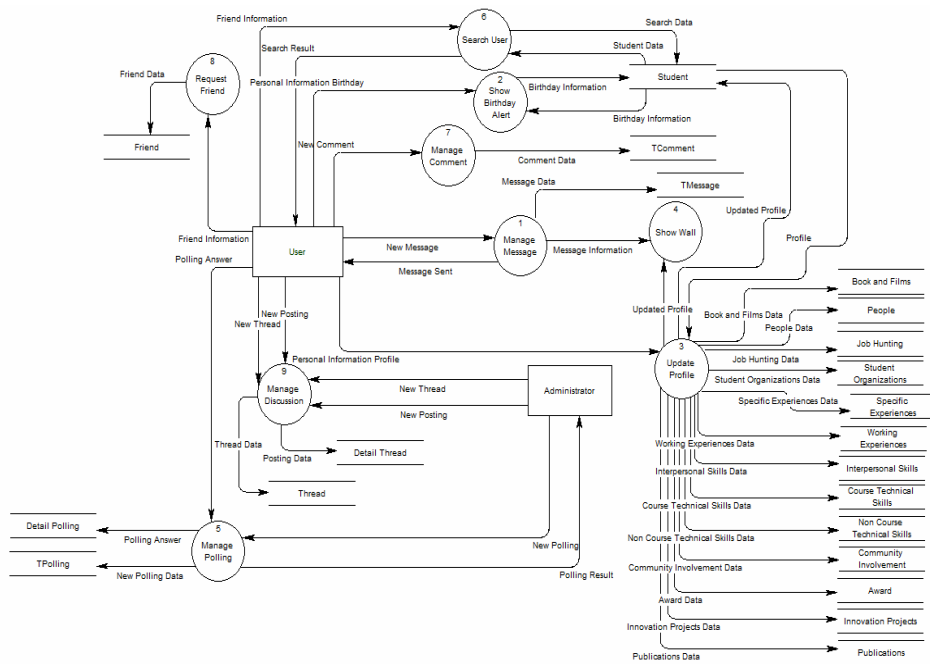 Friend Information
6
Search User
Search Data
Search Result
Student Data
8
Request
Friend
Friend Data
Personal Information Birthday
2
Show
Birthday
Alert
Birthday Information
Student
Birthday Information
Friend
New Comment
7
Manage
Comment
Comment Data
TComment
Message Data
TMessage
4
Show Wall
Updated Profile
Profile
Friend Information
User
New Message
1
Manage
Message
Message Information
Message Sent
Polling Answer
New Posting
New Thread
Updated Profile
Book and Films Data
Book and Films
People Data
People
Personal Information Profile
3
Update
Profile
Job Hunting Data
Job Hunting
Student Organizations Data
Student
Organizations
9
Manage
Discussion
New Thread
New Posting
Administrator
Specific Experiences Data
Specific
Experiences
Thread Data
Posting Data
Detail Thread
Working Experiences Data
Working
Experiences
Interpersonal Skills Data
Interpersonal Skills
Thread
Course Technical Skills Data
Course Technical
Skills
Detail Polling
Polling Answer
5
Manage
Polling
New Polling
Non Course Technical Skills Data
Non Course
Technical Skills
TPolling
New Polling Data
Polling Result
Community Involvement Data
Community
Involvement
Award Data
Award
Innovation Projects Data
Innovation Projects
Publications Data
Publications